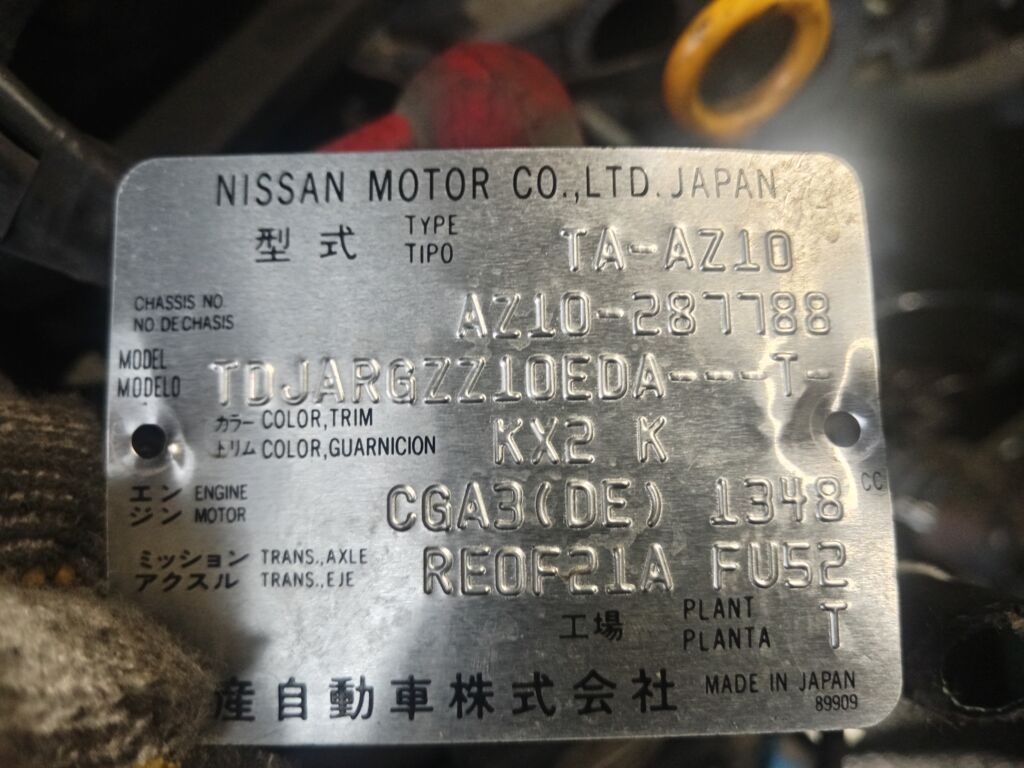 NISSAN MOTOR CO.,LTD. JAPAN
型式 TYPE TIPO TA-AZ10
CHASSIS NO. NO.DE CHASIS AZ10-287788
MODEL MODELO TDJARGZZ10EDA---T-
カラー COLOR,TRIM
トリム COLOR,GUARNICION KX2 K
エンジン ENGINE MOTOR CGA3(DE) 1348 CC
ミッション TRANS.,AXLE
アクスル TRANS.,EJE RE0F21A FU52
工場 PLANT PLANTA T
産自動車株式会社 MADE IN JAPAN
89909